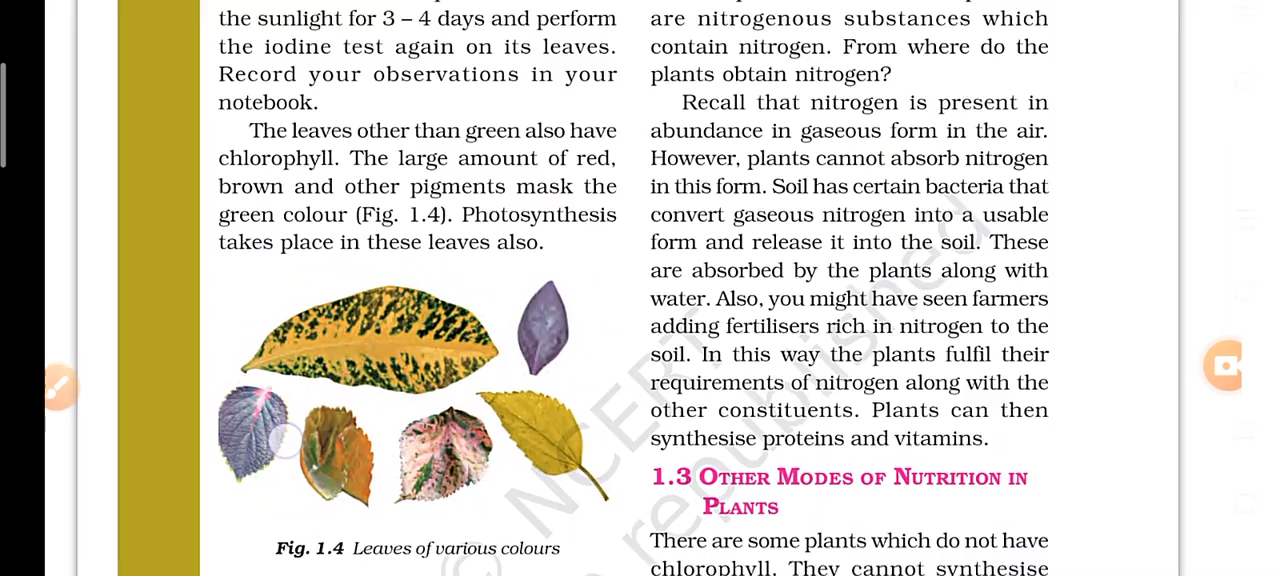 the sunlight for 3 – 4 days and perform
the iodine test again on its leaves.
Record your observations in your
notebook.
The leaves other than green also have
chlorophyll. The large amount of red,
brown and other pigments mask the
green colour (Fig. 1.4). Photosynthesis
takes place in these leaves also.
Fig. 1.4 Leaves of various colours
are nitrogenous substances which
contain nitrogen. From where do the
plants obtain nitrogen?
Recall that nitrogen is present in
abundance in gaseous form in the air.
However, plants cannot absorb nitrogen
in this form. Soil has certain bacteria that
convert gaseous nitrogen into a usable
form and release it into the soil. These
are absorbed by the plants along with
water. Also, you might have seen farmers
adding fertilisers rich in nitrogen to the
soil. In this way the plants fulfil their
requirements of nitrogen along with the
other constituents. Plants can then
synthesise proteins and vitamins.
1.3 OTHER MODES OF NUTRITION IN
PLANTS
There are some plants which do not have
chlorophyll. They cannot synthesise
© NCERT
republished